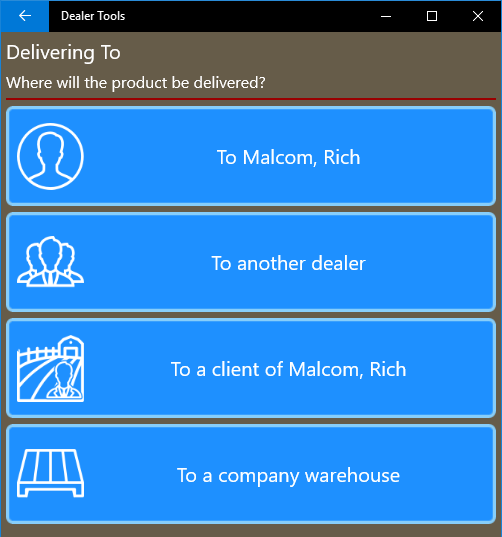 Dealer Tools
Delivering To
Where will the product be delivered?
To Malcom, Rich
To another dealer
To a client of Malcom, Rich
To a company warehouse